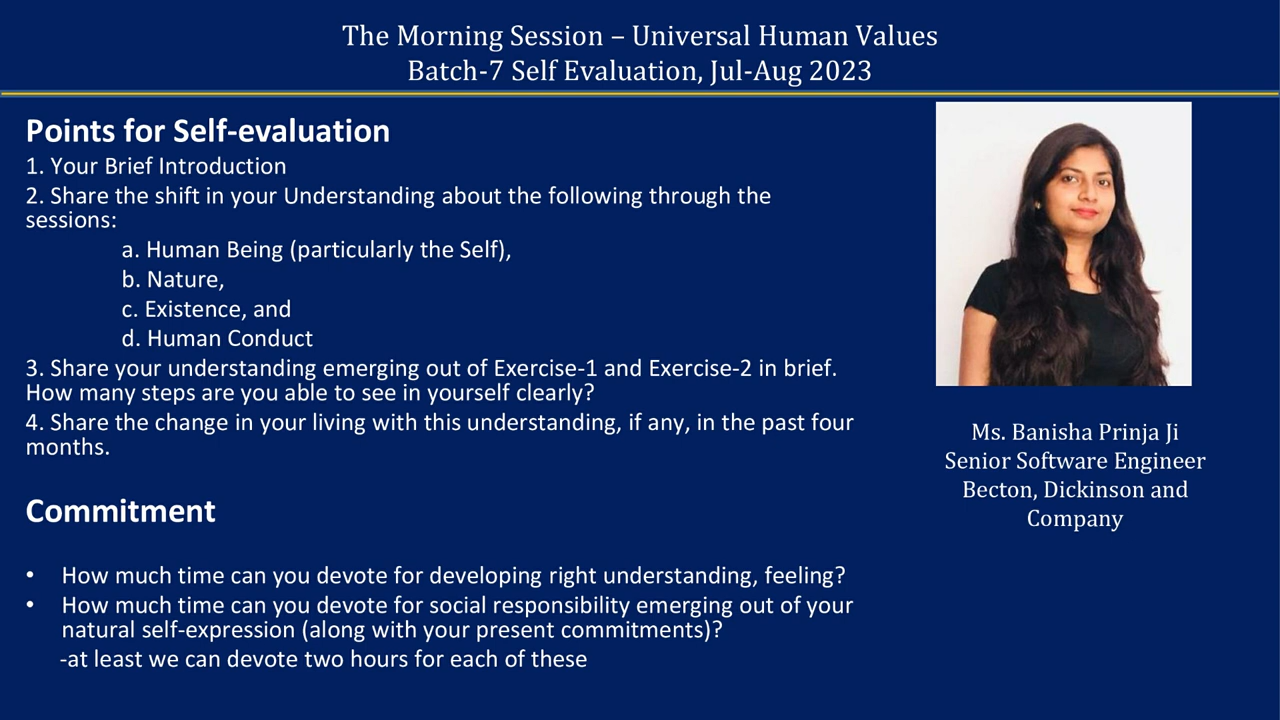 The Morning Session – Universal Human Values
Batch-7 Self Evaluation, Jul-Aug 2023
Points for Self-evaluation
1. Your Brief Introduction
2. Share the shift in your Understanding about the following through the
sessions:
a. Human Being (particularly the Self),
b. Nature,
c. Existence, and
d. Human Conduct
3. Share your understanding emerging out of Exercise-1 and Exercise-2 in brief.
How many steps are you able to see in yourself clearly?
4. Share the change in your living with this understanding, if any, in the past four
months.
Commitment
• How much time can you devote for developing right understanding, feeling?
• How much time can you devote for social responsibility emerging out of your
natural self-expression (along with your present commitments)?
-at least we can devote two hours for each of these
Ms. Banisha Prinja Ji
Senior Software Engineer
Becton, Dickinson and
Company